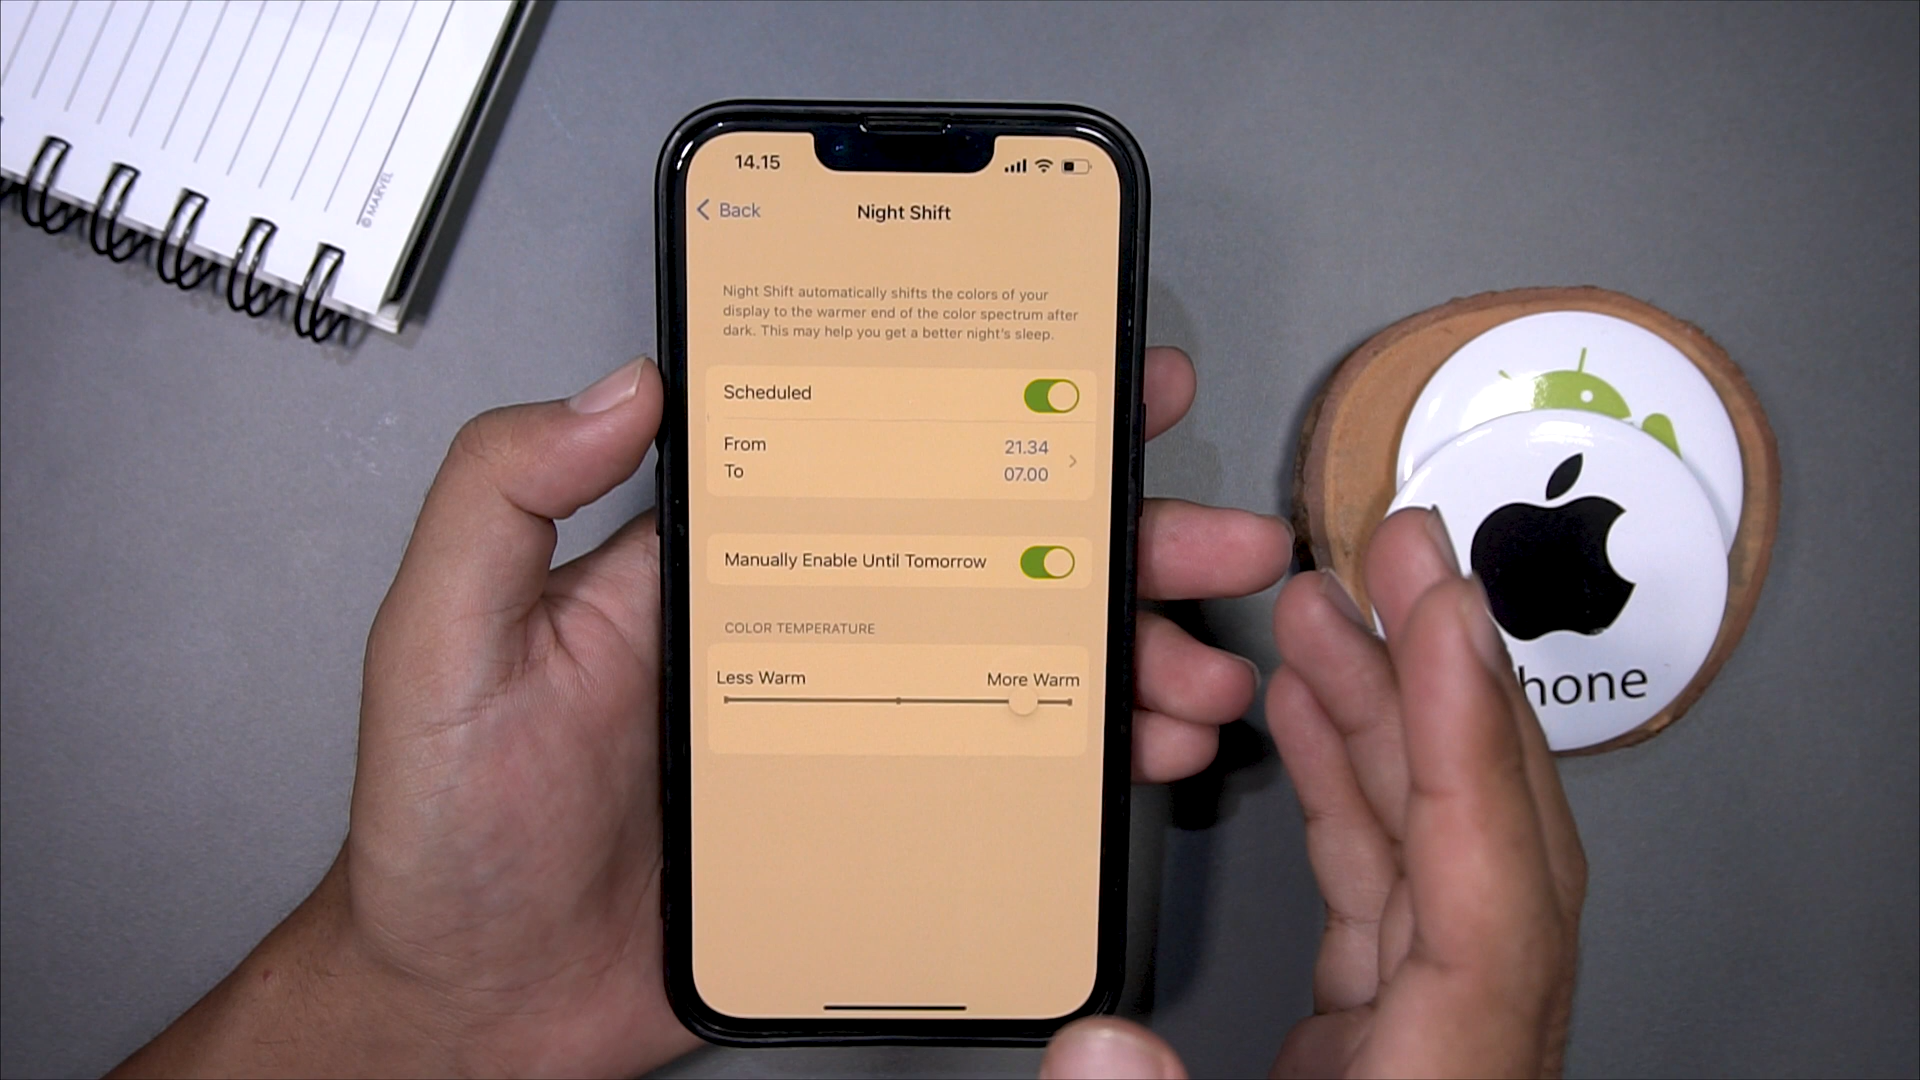 © MARVEL
14.15
Back
Night Shift
Night Shift automatically shifts the colors of your
display to the warmer end of the color spectrum after
dark. This may help you get a better night's sleep.
Scheduled
From 21.34
To 07.00
Manually Enable Until Tomorrow
COLOR TEMPERATURE
Less Warm More Warm
hone